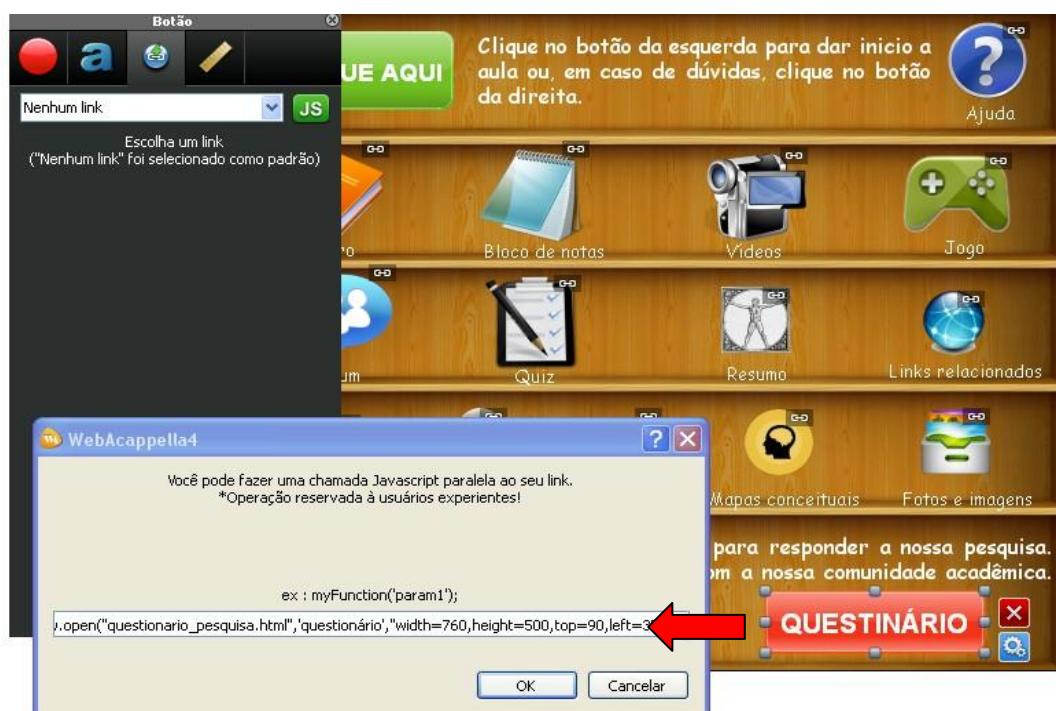 Botão
a
Nenhum link
JS
Escolha um link
("Nenhum link" foi selecionado como padrão)
UE AQUI
Clique no botão da esquerda para dar inicio a
aula ou, em caso de dúvidas, clique no botão
da direita.
?
Ajuda
Bloco de notas
Vídeos
Jogo
um
Quiz
Resumo
Links relacionados
Mapas conceituais
Fotos e imagens
para responder a nossa pesquisa.
om a nossa comunidade acadêmica.
QUESTINÁRIO
WebAcappella4
Você pode fazer uma chamada Javascript paralela ao seu link.
*Operação reservada à usuários experientes!
ex : myFunction('param1');
.open("questionario_pesquisa.html",'questionário',"width=760,height=500,top=90,left=3
OK
Cancelar